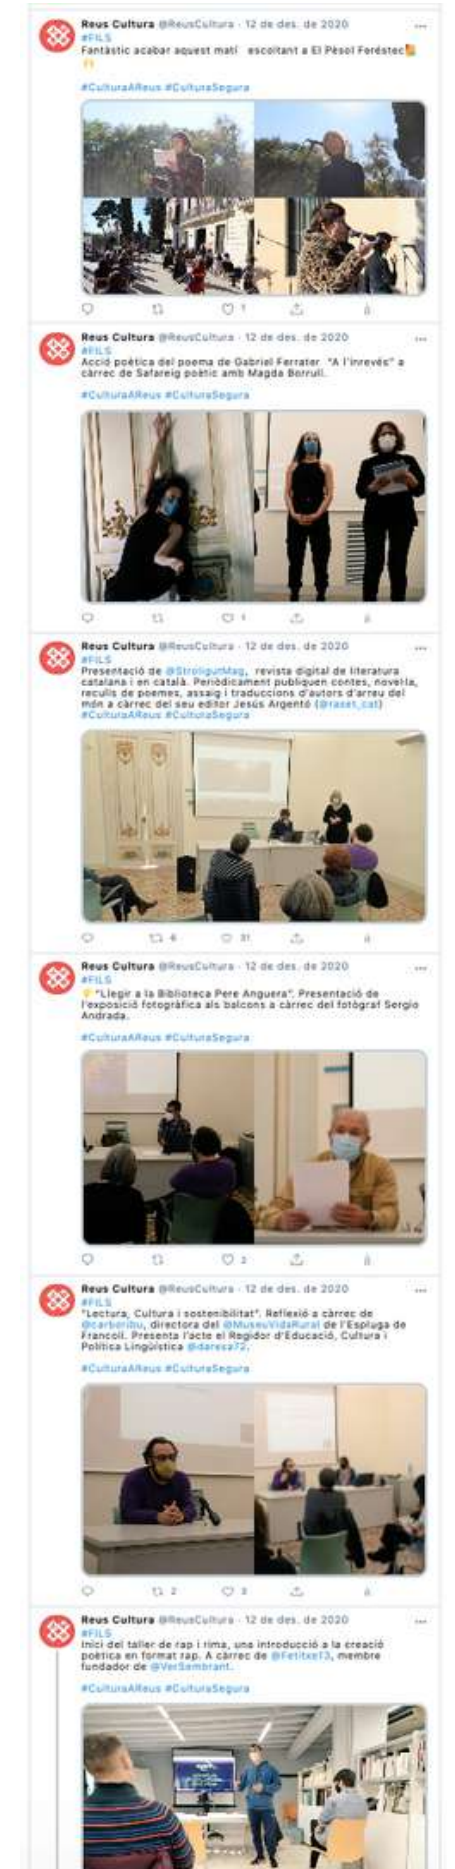 Reus Cultura @ReusCultura · 12 de des. de 2020
#FILS
Fantàstic acabar aquest matí escoltant a El Pèsol Feréstec
#CulturaAReus #CulturaSegura
1
Reus Cultura @ReusCultura · 12 de des. de 2020
#FILS
Acció poètica del poema de Gabriel Ferrater "A l'inrevés" a
càrrec de Safareig poètic amb Magda Borrull.
#CulturaAReus #CulturaSegura
1
Reus Cultura @ReusCultura · 12 de des. de 2020
#FILS
Presentació de @StroligutMag, revista digital de literatura
catalana i en català. Periòdicament publiquen contes, novel·la,
reculls de poemes, assaig i traduccions d'autors d'arreu del
món a càrrec del seu editor Jesús Argentó (@raset_cat)
#CulturaAReus #CulturaSegura
6 31
Reus Cultura @ReusCultura · 12 de des. de 2020
#FILS
"Llegir a la Biblioteca Pere Anguera". Presentació de
l'exposició fotogràfica als balcons a càrrec del fotògraf Sergio
Andrada.
#CulturaAReus #CulturaSegura
2
Reus Cultura @ReusCultura · 12 de des. de 2020
#FILS
"Lectura, Cultura i sostenibilitat". Reflexió a càrrec de
@carboribu, directora del @MuseuVidaRural de l'Espluga de
Francolí. Presenta l'acte el Regidor d'Educació, Cultura i
Política Lingüística @daresa72.
#CulturaAReus #CulturaSegura
2 3
Reus Cultura @ReusCultura · 12 de des. de 2020
#FILS
Inici del taller de rap i rima, una introducció a la creació
poètica en format rap. A càrrec de @Fetitxe13, membre
fundador de @VerSembrant.
#CulturaAReus #CulturaSegura